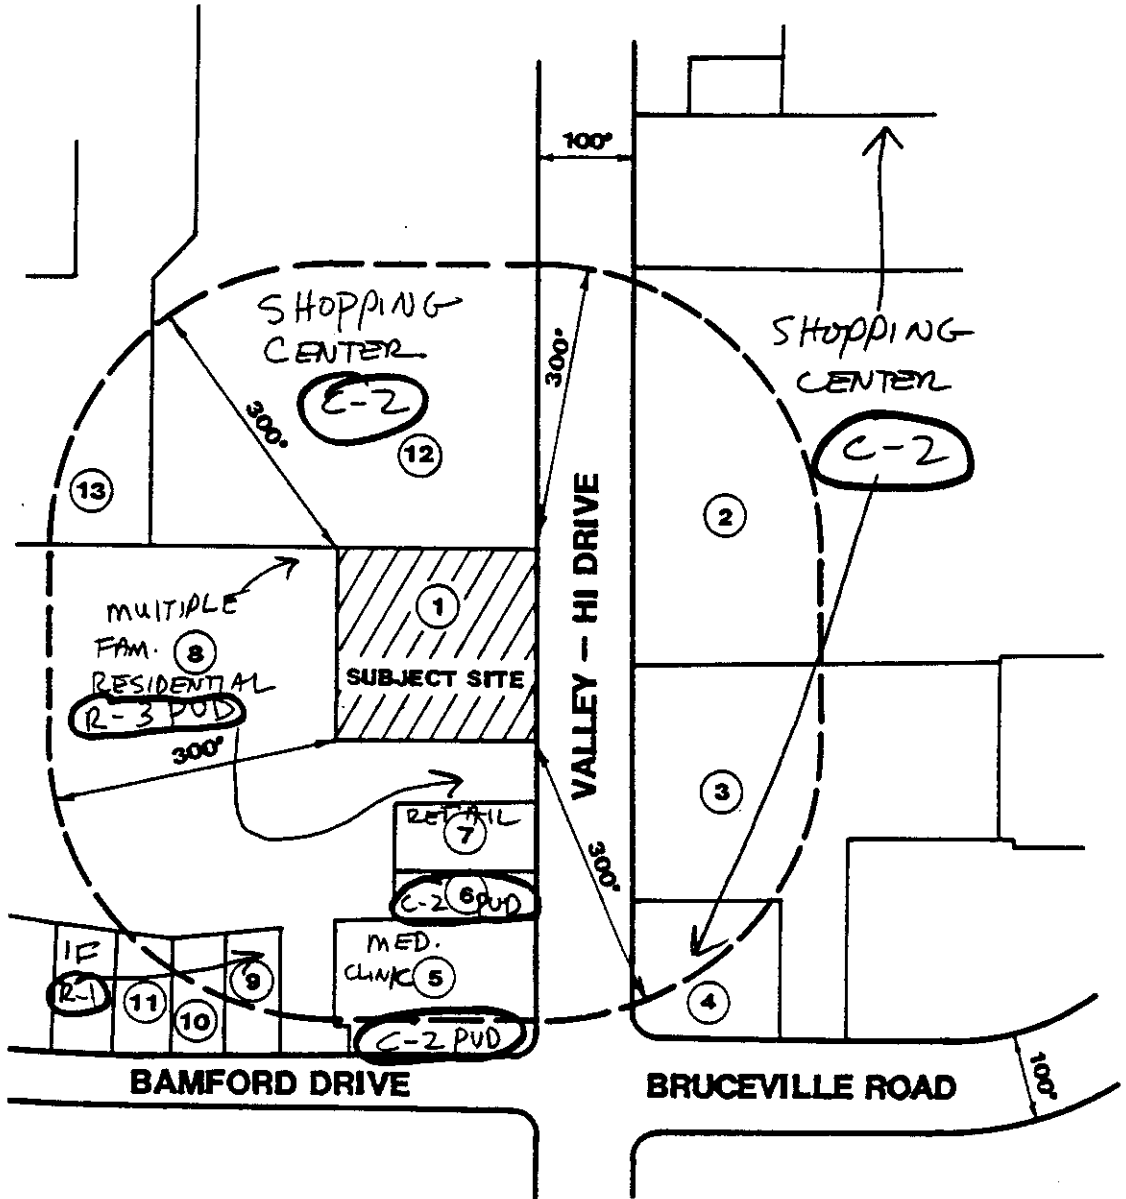 100'
SHOPPING
CENTER
C-2
12
300'
300'
SHOPPING
CENTER
C-2
13
2
1
SUBJECT SITE
VALLEY – HI DRIVE
MULTIPLE
FAM. 8
RESIDENTIAL
R-3 PUD
300'
3
RETAIL
7
6
C-2 PUD
300'
1F
R-1
11
10
9
MED.
CLINIC 5
C-2 PUD
4
BAMFORD DRIVE
BRUCEVILLE ROAD
100'